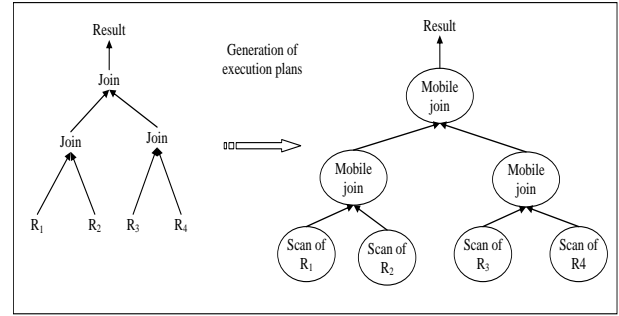 Result
Join
Join
Join
R₁
R₂
R₃
R₄
Generation of
execution plans
Result
Mobile
join
Mobile
join
Mobile
join
Scan of
R₁
Scan of
R₂
Scan of
R₃
Scan of
R4